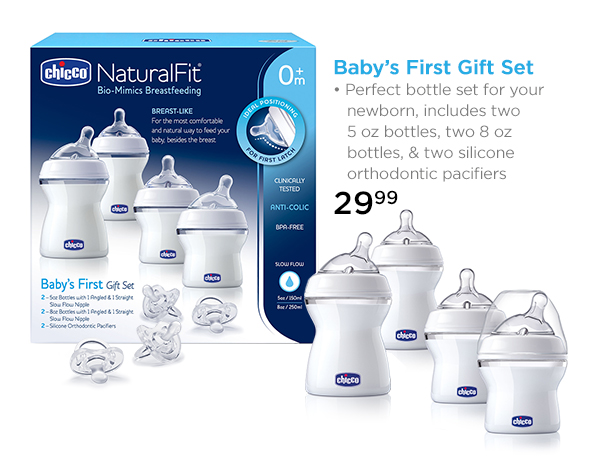 chicco NaturalFit®
Bio-Mimics Breastfeeding
0+
m
BREAST-LIKE
For the most comfortable
and natural way to feed your
baby, besides the breast.
IDEAL POSITIONING
FOR FIRST LATCH
CLINICALLY
TESTED
ANTI-COLIC
BPA-FREE
SLOW FLOW
5oz / 150ml
8oz / 250ml
chicco
chicco
chicco
chicco
Baby's First Gift Set
2 – 5oz Bottles with 1 Angled & 1 Straight
Slow Flow Nipple
2 – 8oz Bottles with 1 Angled & 1 Straight
Slow Flow Nipple
2 – Silicone Orthodontic Pacifiers
Baby's First Gift Set
• Perfect bottle set for your
newborn, includes two
5 oz bottles, two 8 oz
bottles, & two silicone
orthodontic pacifiers
29⁹⁹
chicco
chicco
chicco
chicco